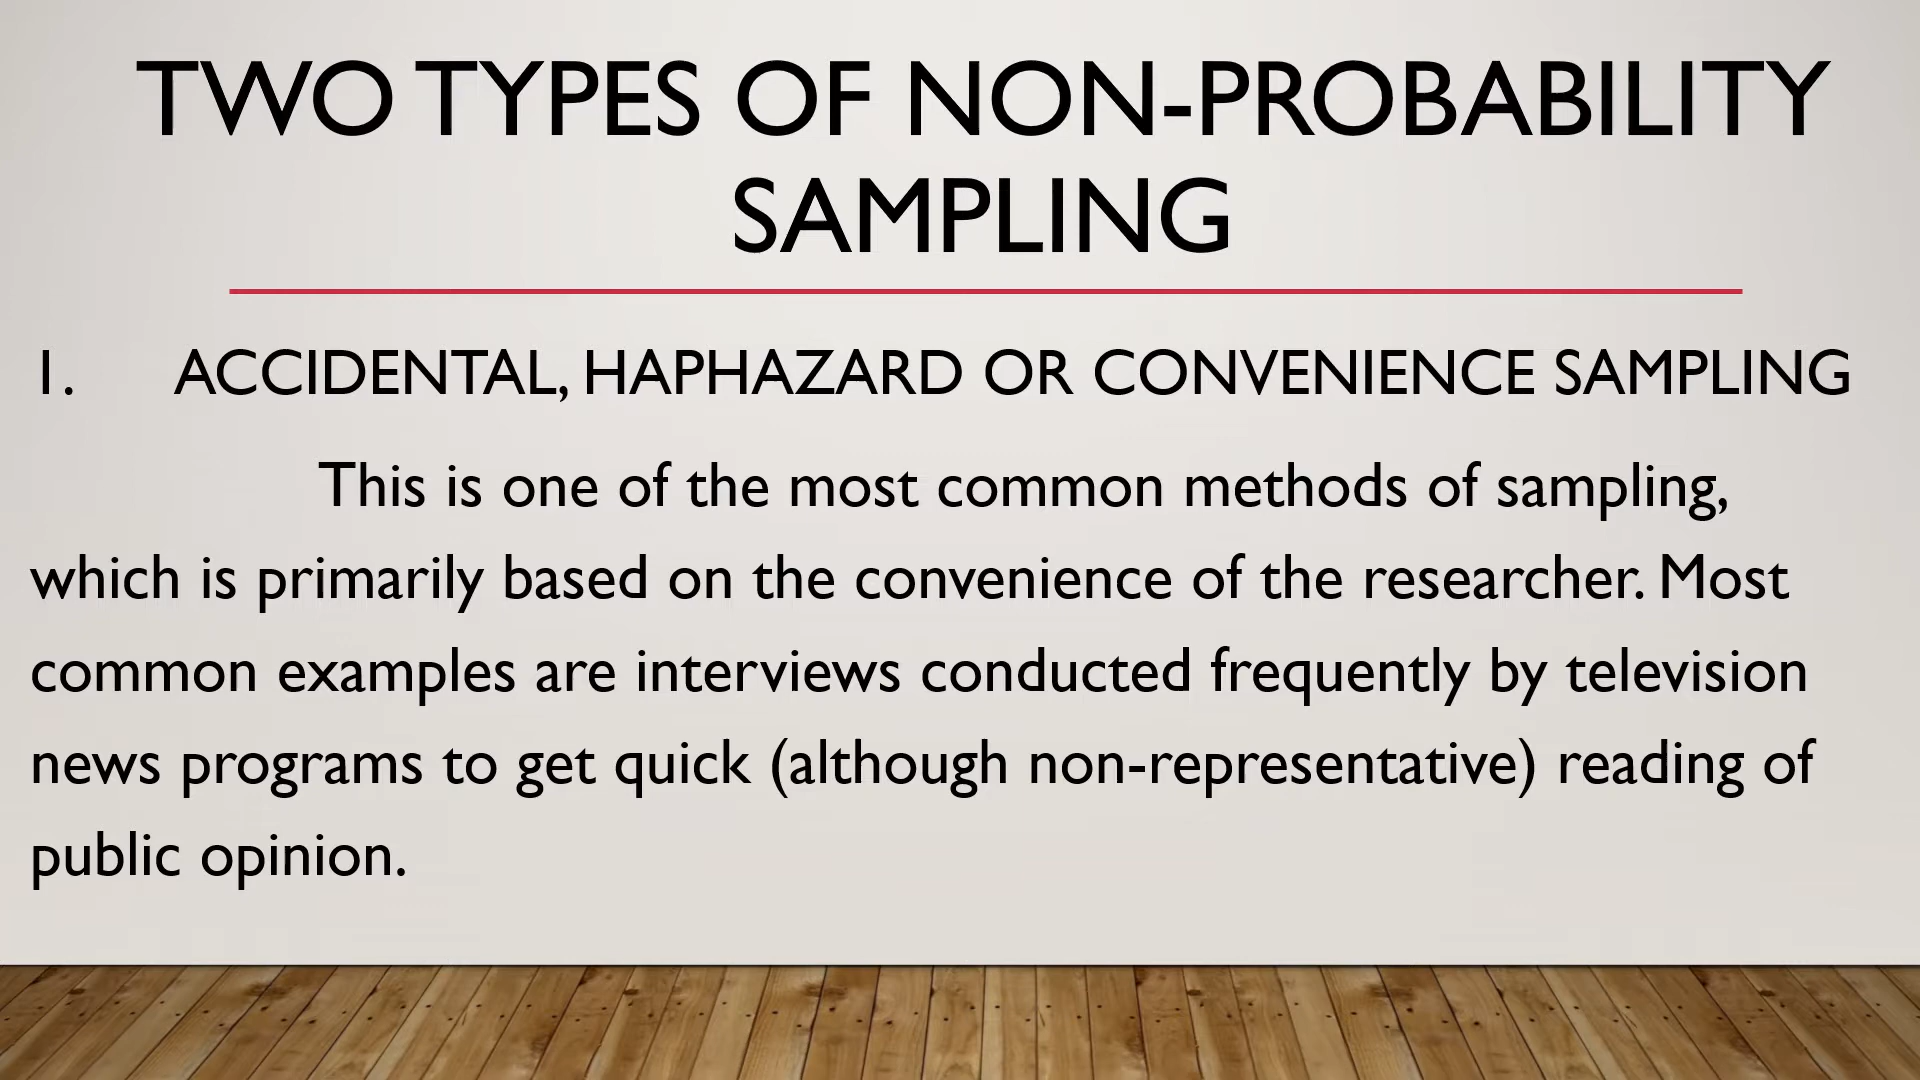 TWO TYPES OF NON-PROBABILITY
SAMPLING
1. ACCIDENTAL, HAPHAZARD OR CONVENIENCE SAMPLING
This is one of the most common methods of sampling,
which is primarily based on the convenience of the researcher. Most
common examples are interviews conducted frequently by television
news programs to get quick (although non-representative) reading of
public opinion.